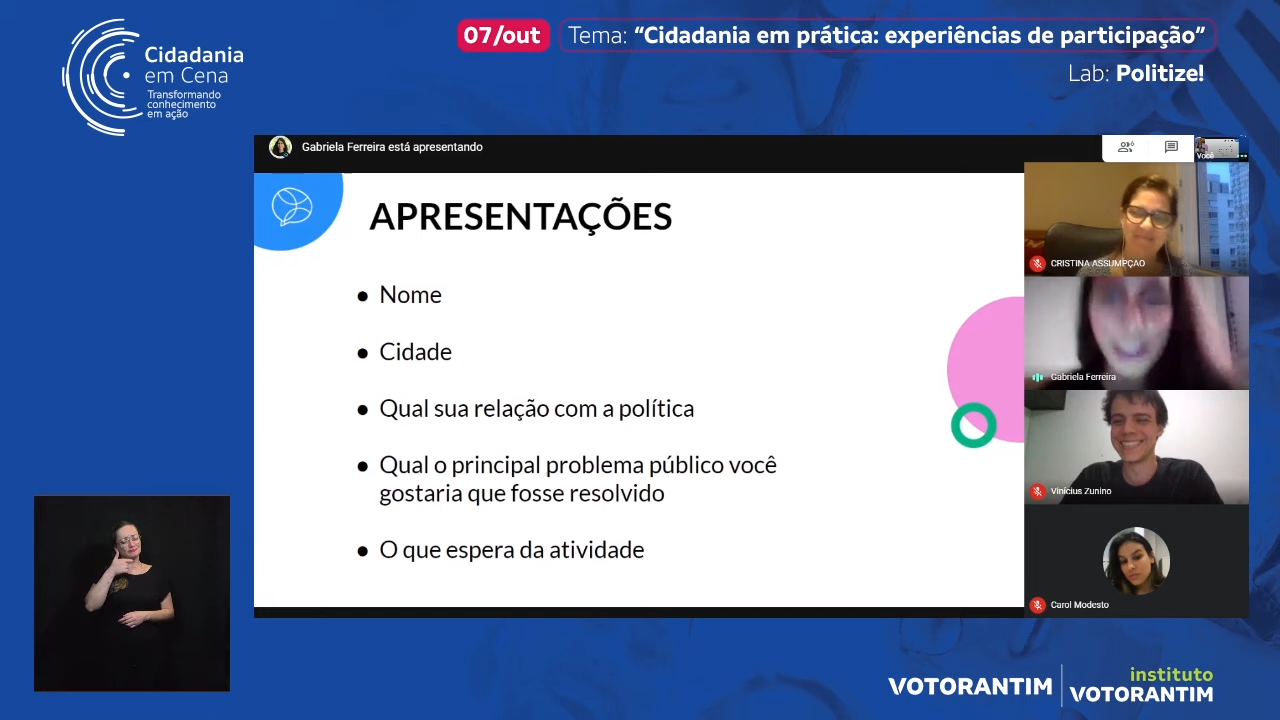 Cidadania
em Cena
Transformando
conhecimento
em ação
07/out
Tema: “Cidadania em prática: experiências de participação”
Lab: Politize!
Gabriela Ferreira está apresentando
Você
APRESENTAÇÕES
● Nome
● Cidade
● Qual sua relação com a política
● Qual o principal problema público você
gostaria que fosse resolvido
● O que espera da atividade
CRISTINA ASSUMPÇAO
Gabriela Ferreira
Vinícius Zunino
Carol Modesto
VOTORANTIM
instituto
VOTORANTIM